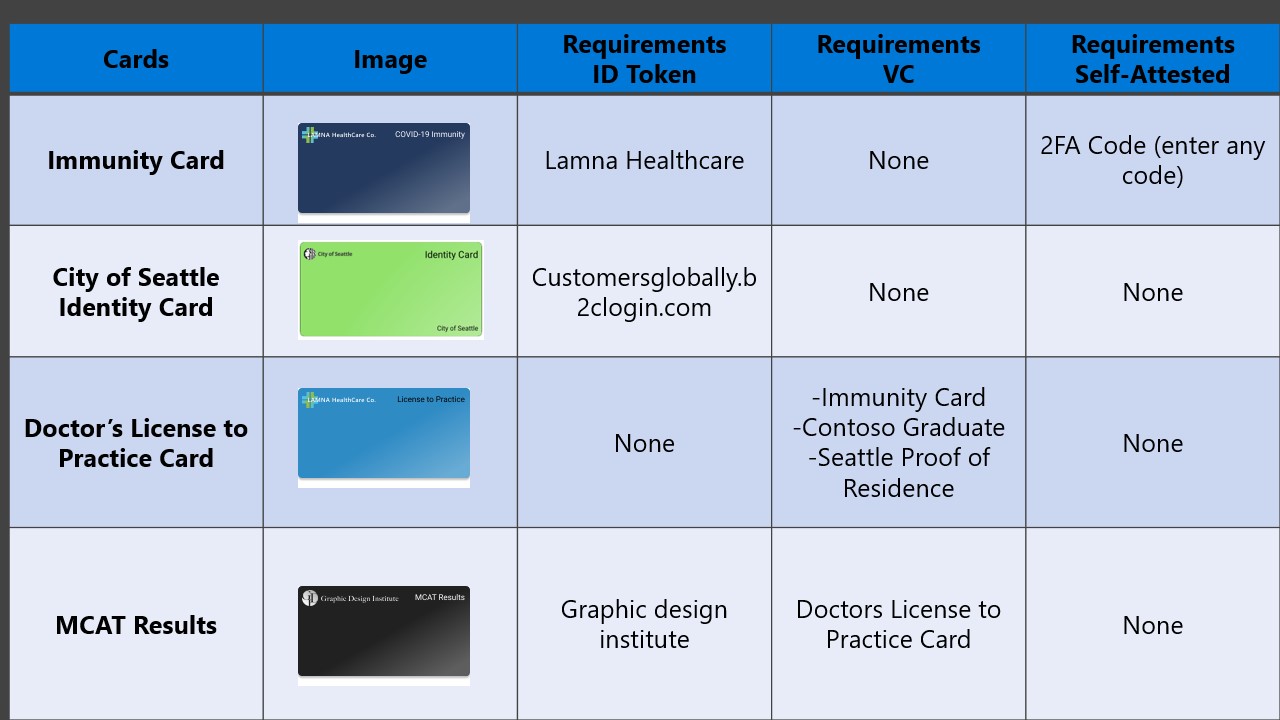 Cards
Image
Requirements
ID Token
Requirements
VC
Requirements
Self-Attested
Immunity Card
LAMNA HealthCare Co.
COVID-19 Immunity
Lamna Healthcare
None
2FA Code (enter any
code)
City of Seattle
Identity Card
City of Seattle
Identity Card
City of Seattle
Customersglobally.b
2clogin.com
None
None
Doctor’s License to
Practice Card
LAMNA HealthCare Co.
License to Practice
None
-Immunity Card
-Contoso Graduate
-Seattle Proof of
Residence
None
MCAT Results
Graphic Design Institute
MCAT Results
Graphic design
institute
Doctors License to
Practice Card
None